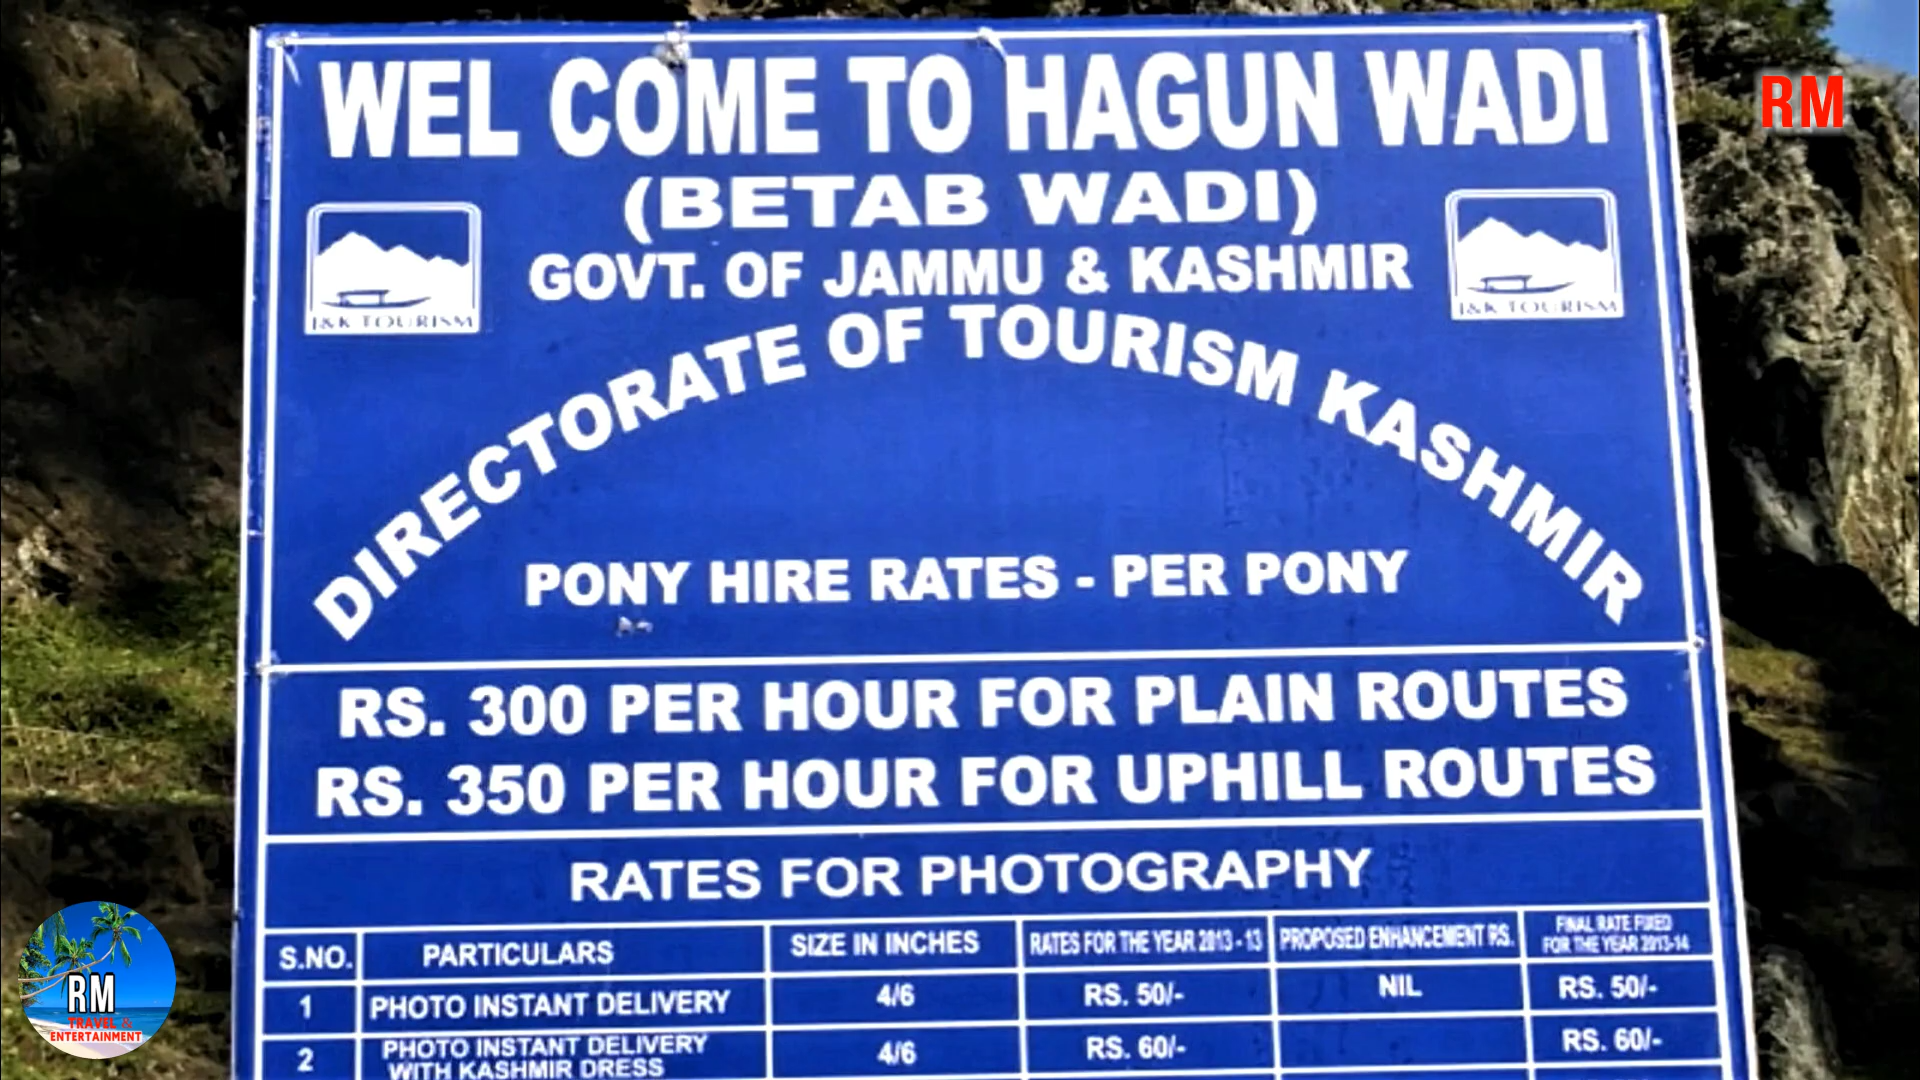 WEL COME TO HAGUN WADI
RM
(BETAB WADI)
GOVT. OF JAMMU & KASHMIR
J&K TOURISM
J&K TOURISM
DIRECTORATE OF TOURISM KASHMIR
PONY HIRE RATES - PER PONY
RS. 300 PER HOUR FOR PLAIN ROUTES
RS. 350 PER HOUR FOR UPHILL ROUTES
RATES FOR PHOTOGRAPHY
S.NO. PARTICULARS SIZE IN INCHES RATES FOR THE YEAR 2013 - 13 PROPOSED ENHANCEMENT RS. FINAL RATE FIXED
FOR THE YEAR 2013-14
1 PHOTO INSTANT DELIVERY 4/6 RS. 50/- NIL RS. 50/-
2 PHOTO INSTANT DELIVERY 4/6 RS. 60/- RS. 60/-
WITH KASHMIR DRESS
RM
TRAVEL &
ENTERTAINMENT